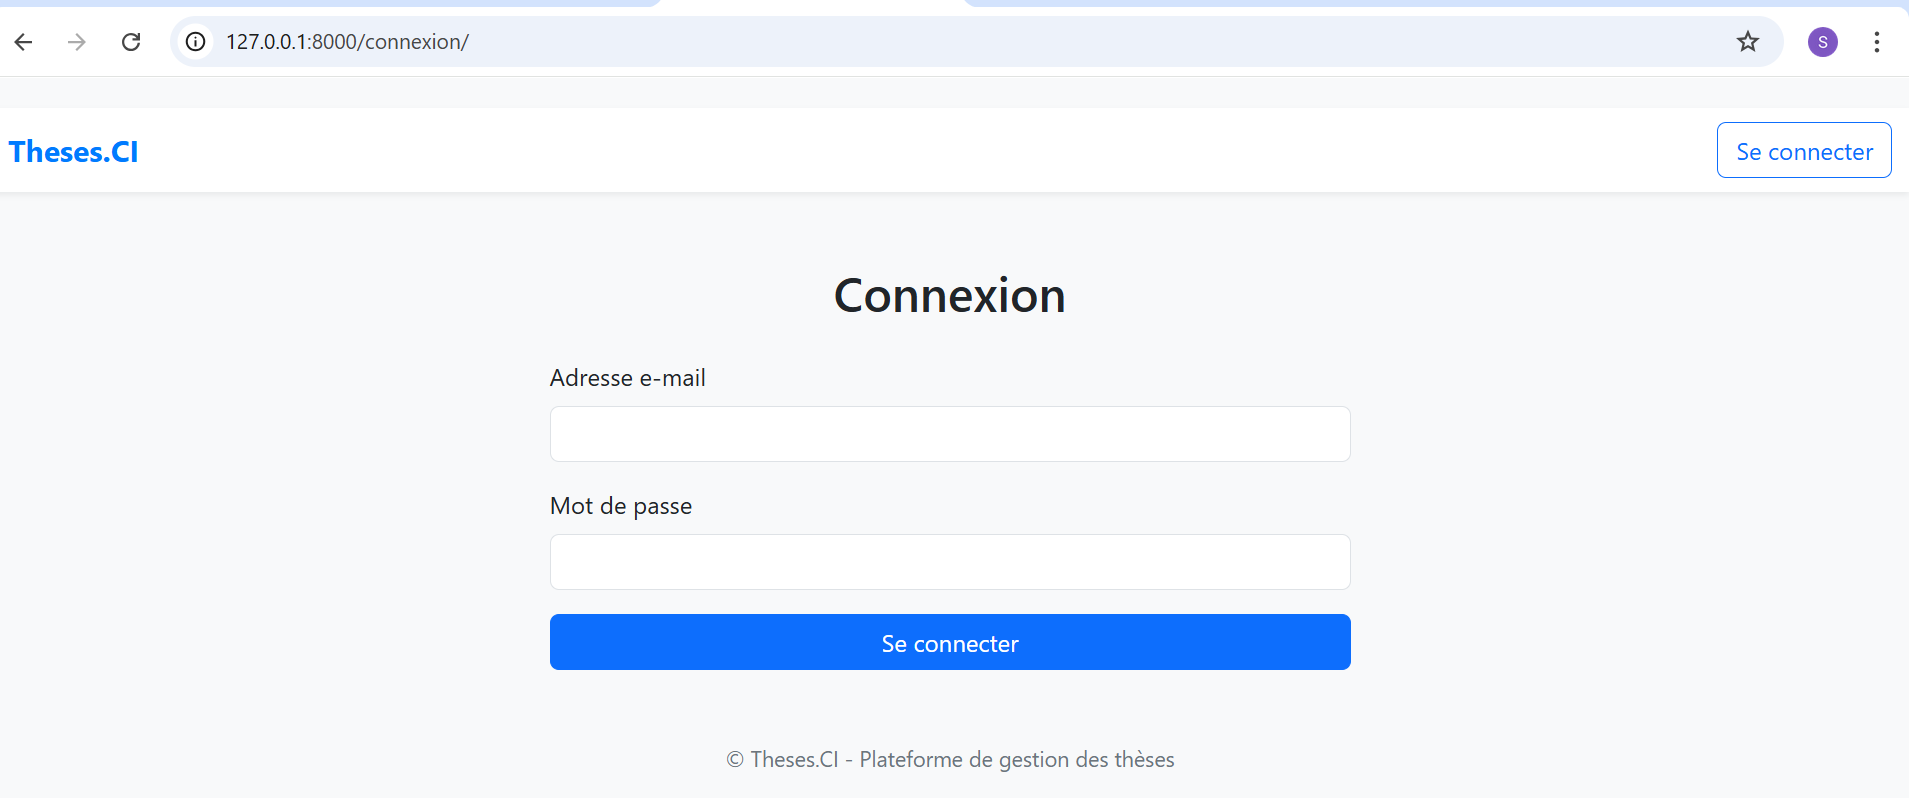 127.0.0.1:8000/connexion/
S
Theses.CI
Se connecter
Connexion
Adresse e-mail
Mot de passe
Se connecter
© Theses.CI - Plateforme de gestion des thèses